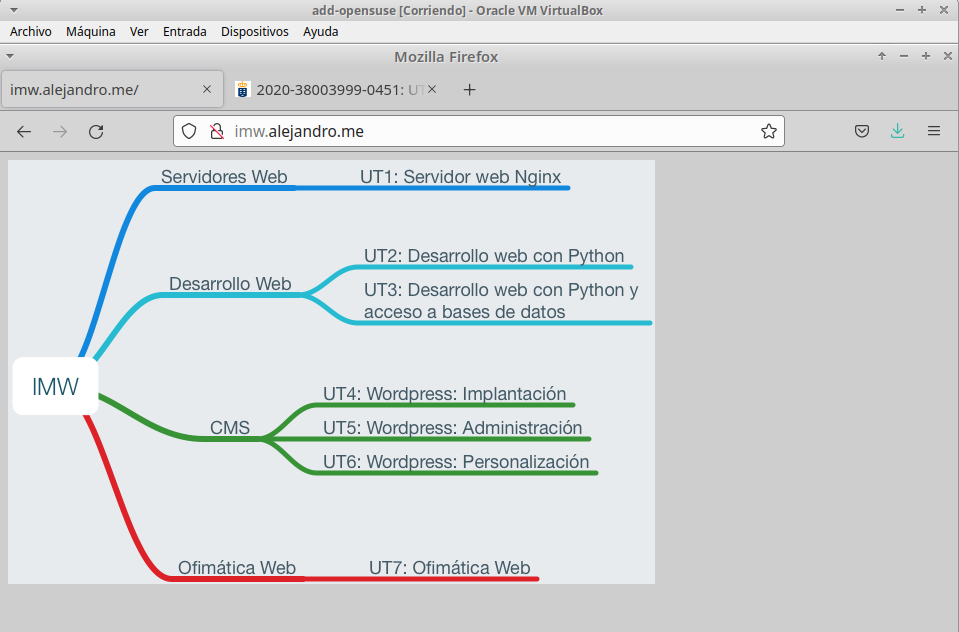 add-opensuse [Corriendo] - Oracle VM VirtualBox
Archivo Máquina Ver Entrada Dispositivos Ayuda
Mozilla Firefox
imw.alejandro.me/
2020-38003999-0451: UT
imw.alejandro.me
Servidores Web
UT1: Servidor web Nginx
Desarrollo Web
UT2: Desarrollo web con Python
UT3: Desarrollo web con Python y
acceso a bases de datos
IMW
CMS
UT4: Wordpress: Implantación
UT5: Wordpress: Administración
UT6: Wordpress: Personalización
Ofimática Web
UT7: Ofimática Web